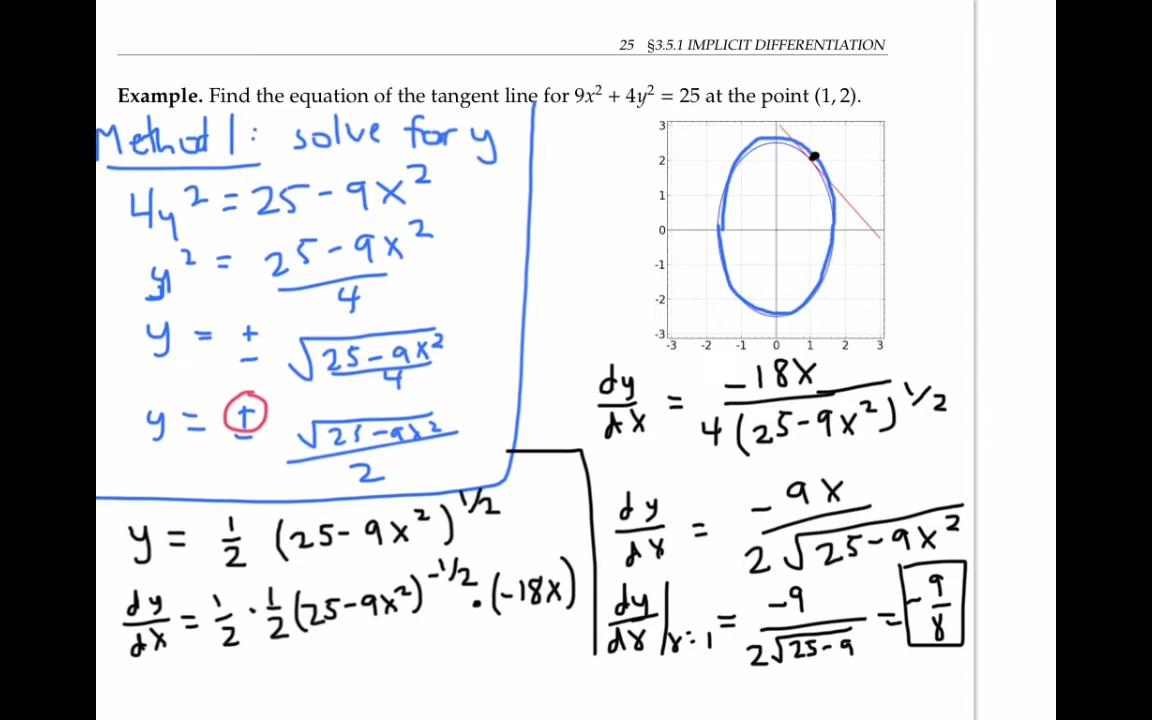 25 §3.5.1 IMPLICIT DIFFERENTIATION
Example. Find the equation of the tangent line for 9x² + 4y² = 25 at the point (1, 2).
Method 1: solve for y
4y² = 25 - 9x²
y² = (25 - 9x²)/4
y = ± √((25 - 9x²)/4)
y = ± √(25 - 9x²)/2
y = 1/2 (25 - 9x²)^(1/2)
dy/dx = 1/2 · 1/2 (25 - 9x²)^(-1/2) · (-18x)
3
2
1
0
-1
-2
-3
-3 -2 -1 0 1 2 3
dy/dx = -18x / 4(25 - 9x²)^(1/2)
dy/dx = -9x / 2√(25 - 9x²)
dy/dx|x=1 = -9 / 2√(25 - 9) = -9/8